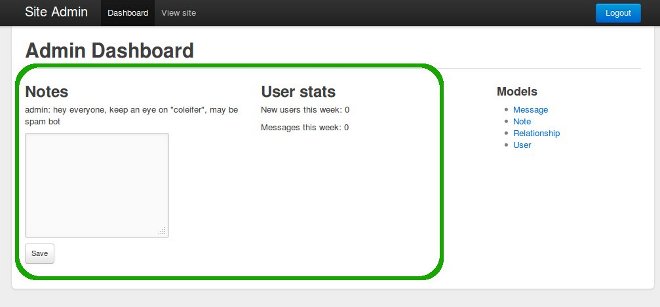 Site Admin Dashboard View site Logout
Admin Dashboard
Notes
admin: hey everyone, keep an eye on "coleifer", may be
spam bot
Save
User stats
New users this week: 0
Messages this week: 0
Models
Message
Note
Relationship
User